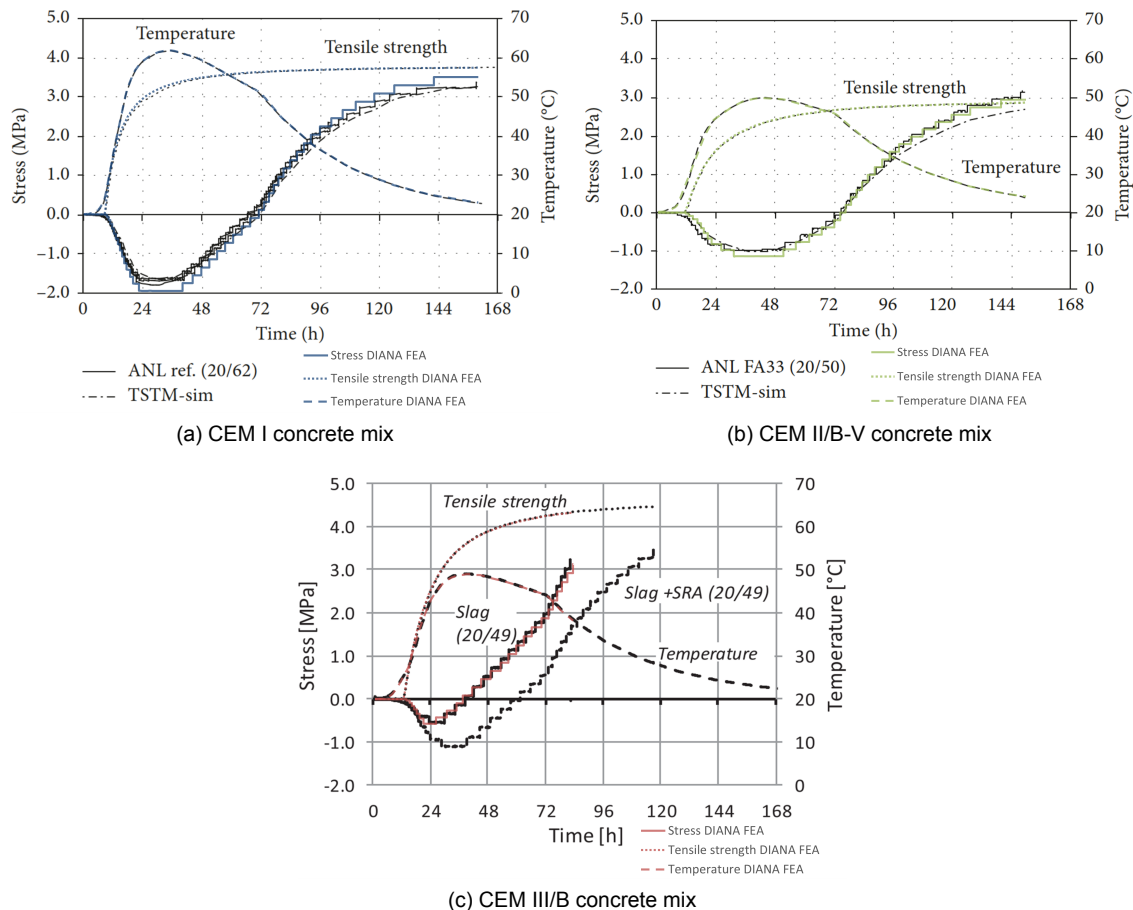 5.0
4.0
3.0
2.0
1.0
0.0
−1.0
−2.0
Stress (MPa)
Temperature
Tensile strength
70
60
50
40
30
20
10
0
Temperature (°C)
0 24 48 72 96 120 144 168
Time (h)
ANL ref. (20/62)
TSTM-sim
Stress DIANA FEA
Tensile strength DIANA FEA
Temperature DIANA FEA
(a) CEM I concrete mix
5.0
4.0
3.0
2.0
1.0
0.0
−1.0
−2.0
Stress (MPa)
Tensile strength
Temperature
70
60
50
40
30
20
10
0
Temperature (°C)
0 24 48 72 96 120 144 168
Time (h)
ANL FA33 (20/50)
TSTM-sim
Stress DIANA FEA
Tensile strength DIANA FEA
Temperature DIANA FEA
(b) CEM II/B-V concrete mix
5.0
4.0
3.0
2.0
1.0
0.0
-1.0
-2.0
Stress [MPa]
Tensile strength
Slag
(20/49)
Slag +SRA (20/49)
Temperature
70
60
50
40
30
20
10
0
Temperature [°C]
0 24 48 72 96 120 144 168
Time [h]
Stress DIANA FEA
Tensile strength DIANA FEA
Temperature DIANA FEA
(c) CEM III/B concrete mix